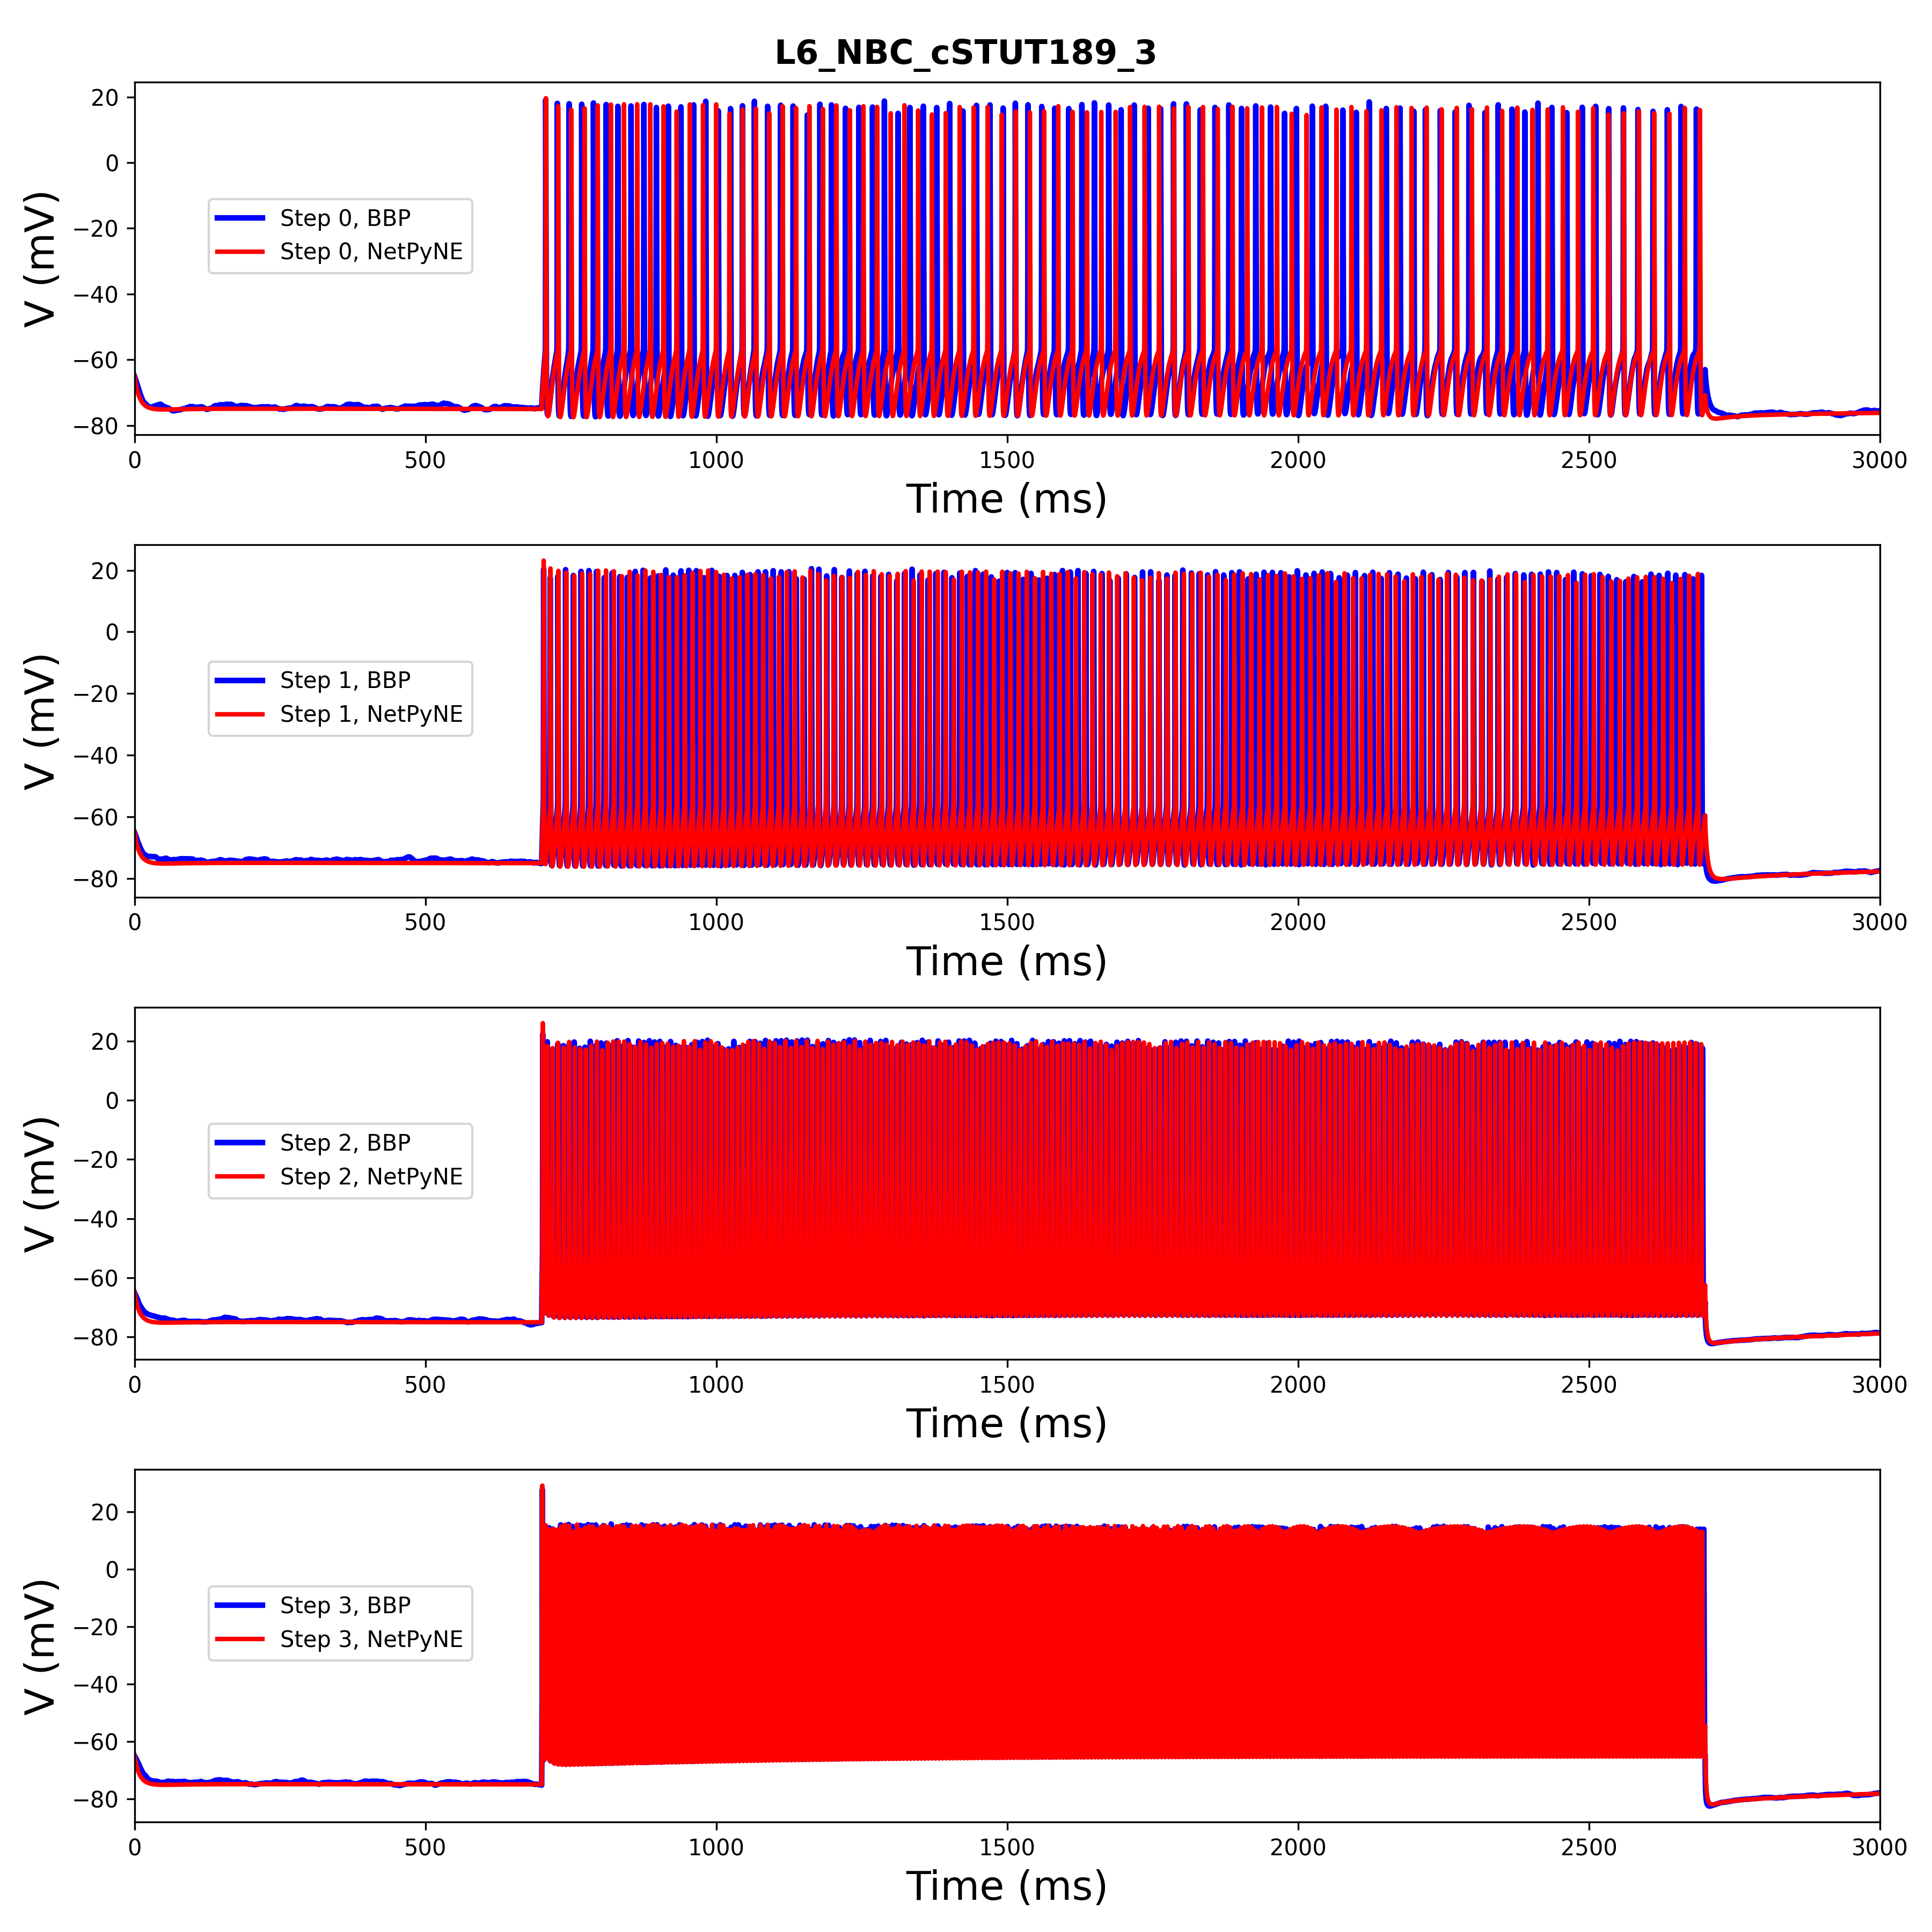 L6_NBC_cSTUT189_3
20
0
−20
−40
−60
−80
V (mV)
Step 0, BBP
Step 0, NetPyNE
0 500 1000 1500 2000 2500 3000
Time (ms)
20
0
−20
−40
−60
−80
V (mV)
Step 1, BBP
Step 1, NetPyNE
0 500 1000 1500 2000 2500 3000
Time (ms)
20
0
−20
−40
−60
−80
V (mV)
Step 2, BBP
Step 2, NetPyNE
0 500 1000 1500 2000 2500 3000
Time (ms)
20
0
−20
−40
−60
−80
V (mV)
Step 3, BBP
Step 3, NetPyNE
0 500 1000 1500 2000 2500 3000
Time (ms)